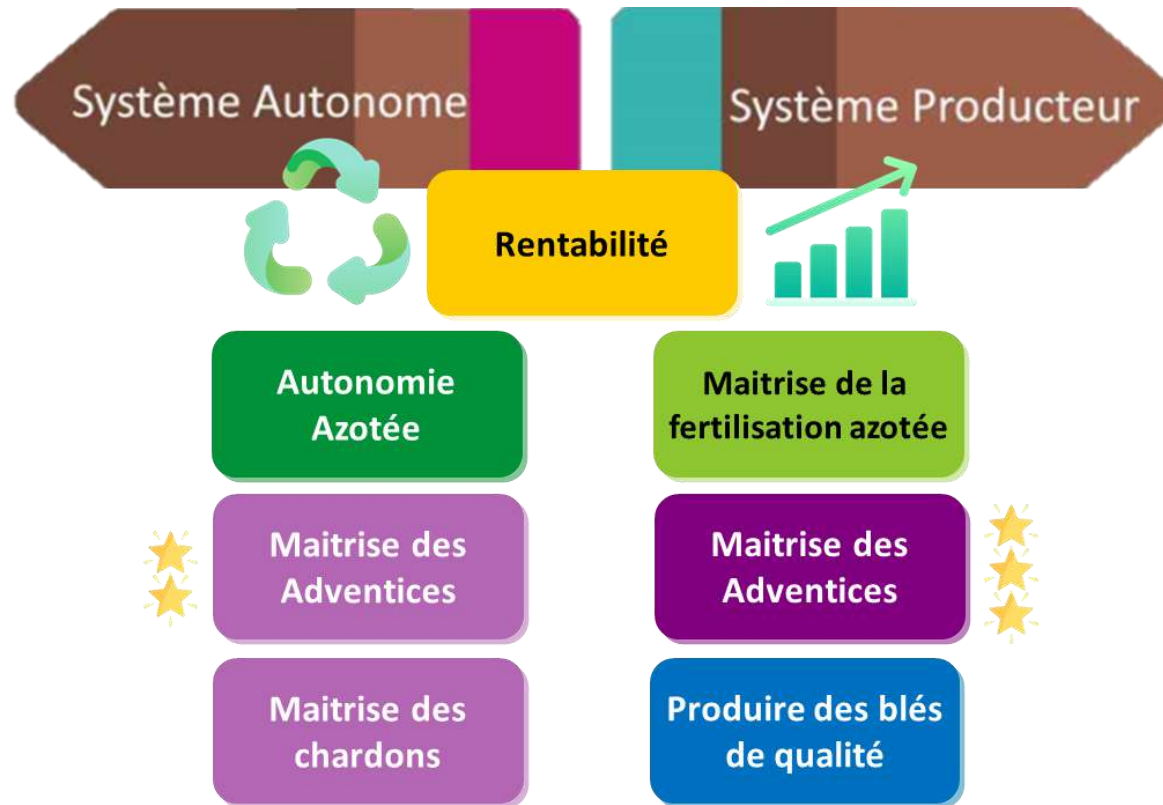 Système Autonome
Système Producteur
Rentabilité
Autonomie
Azotée
Maitrise de la
fertilisation azotée
Maitrise des
Adventices
Maitrise des
Adventices
Maitrise des
chardons
Produire des blés
de qualité